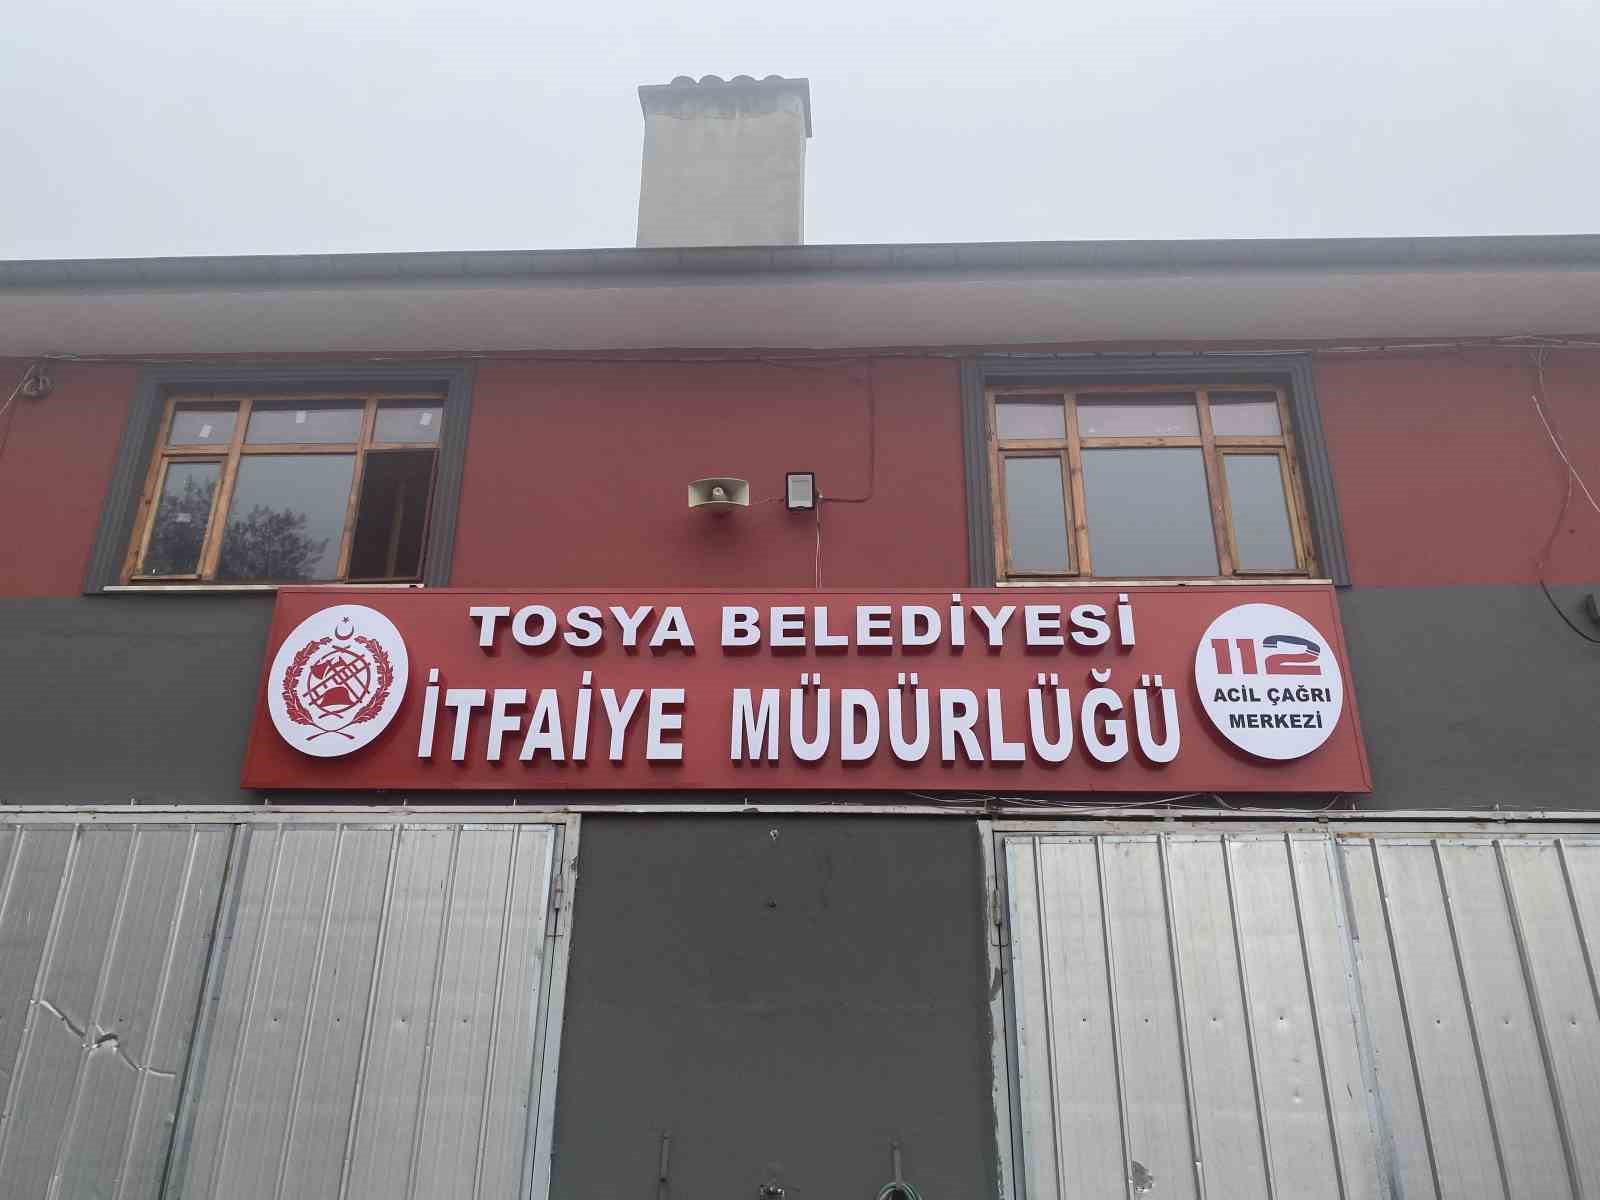 TOSYA BELEDİYESİ
İTFAİYE MÜDÜRLÜĞÜ
112
ACİL ÇAĞRI
MERKEZİ